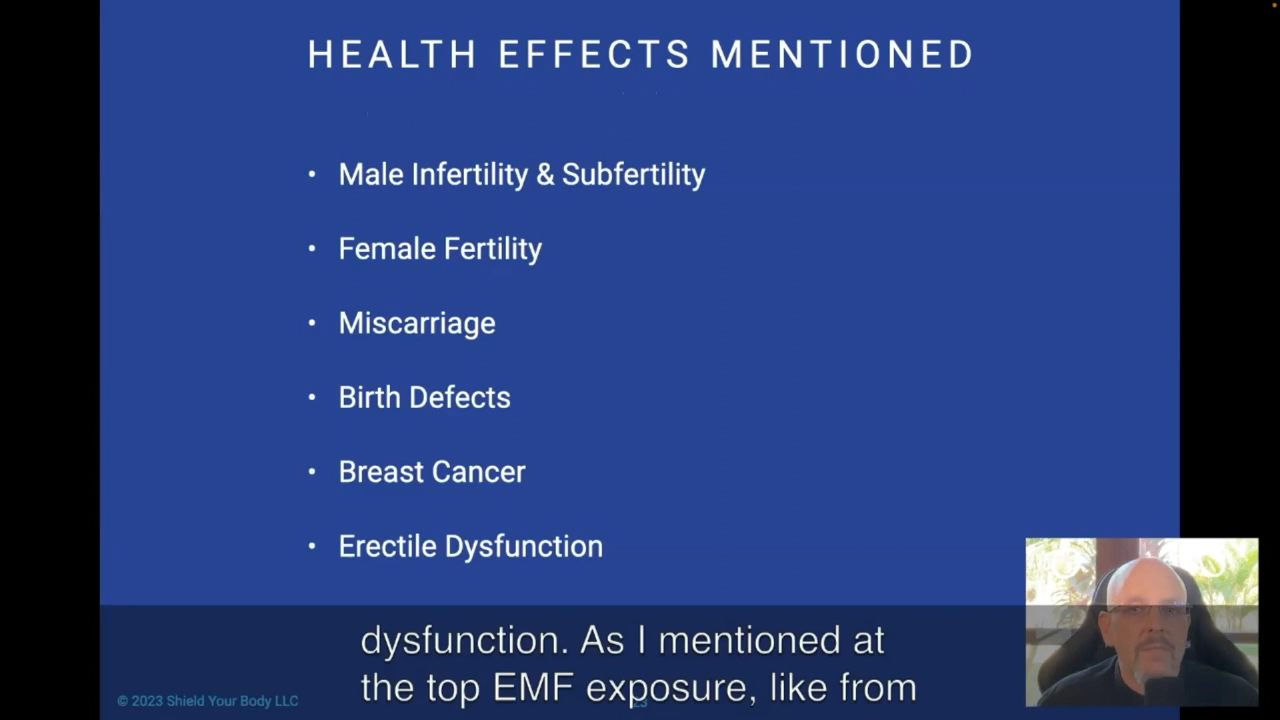 HEALTH EFFECTS MENTIONED
• Male Infertility & Subfertility
• Female Fertility
• Miscarriage
• Birth Defects
• Breast Cancer
• Erectile Dysfunction
dysfunction. As I mentioned at
the top EMF exposure, like from
© 2023 Shield Your Body LLC